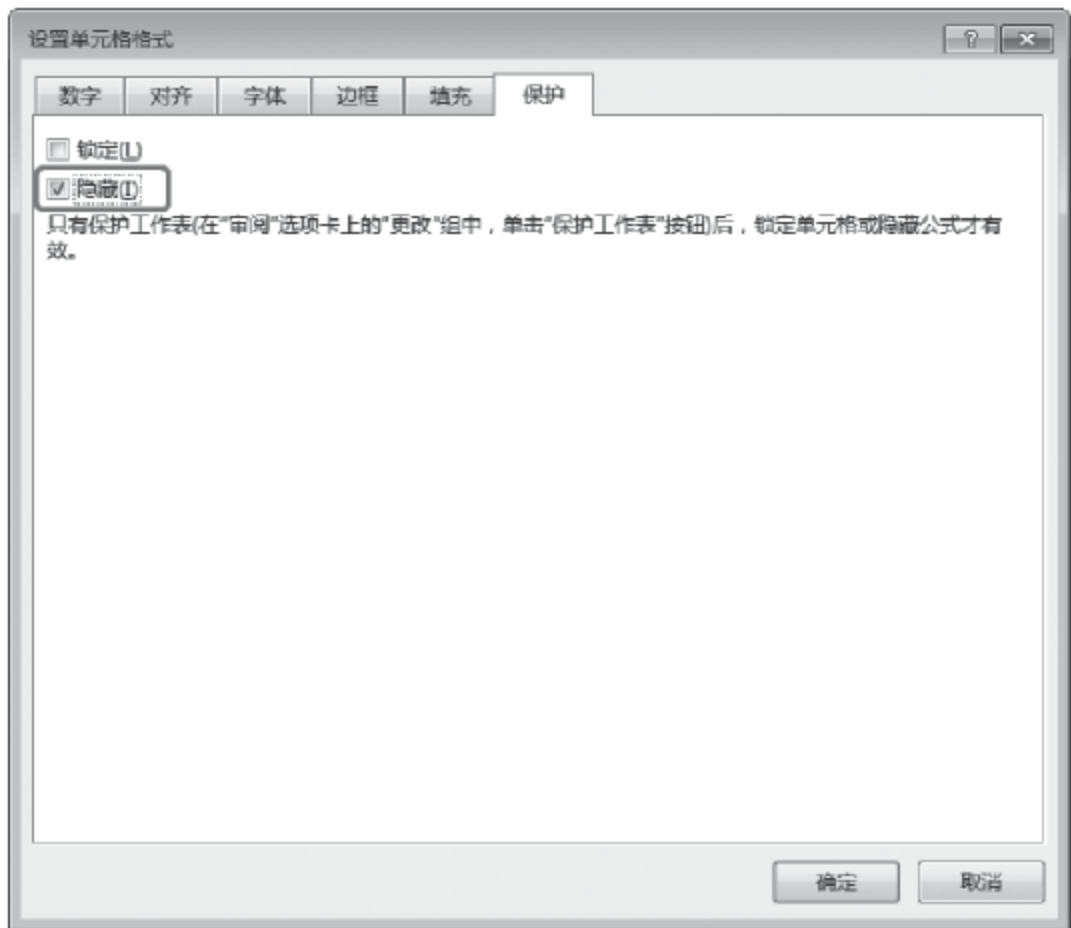 设置单元格格式
数字 对齐 字体 边框 填充 保护
锁定(L)
隐藏(I)
只有保护工作表(在"审阅"选项卡上的"更改"组中，单击"保护工作表"按钮)后，锁定单元格或隐藏公式才有
效。
确定 取消